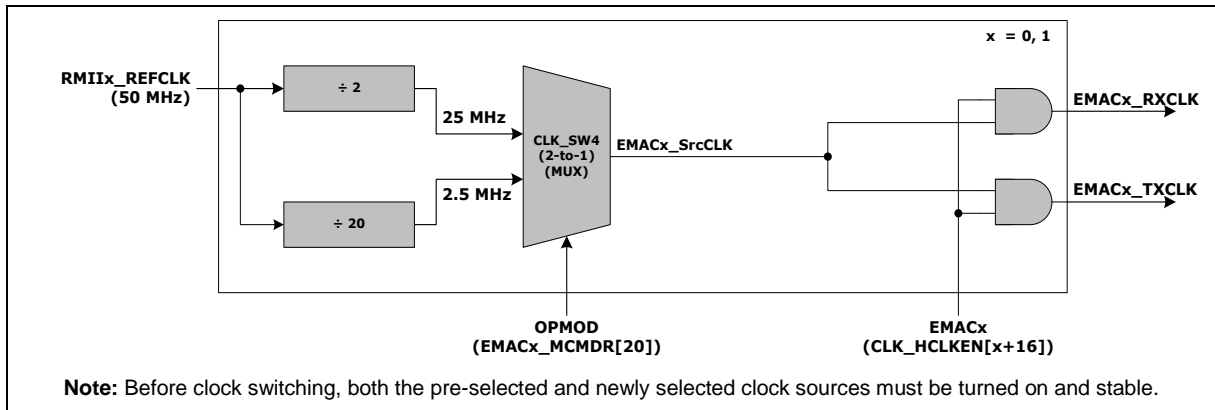 x = 0, 1
RMIIx_REFCLK
(50 MHz)
÷ 2
25 MHz
CLK_SW4
(2-to-1)
(MUX)
EMACx_SrcCLK
EMACx_RXCLK
2.5 MHz
÷ 20
EMACx_TXCLK
OPMOD
(EMACx_MCMDR[20])
EMACx
(CLK_HCLKEN[x+16])
Note: Before clock switching, both the pre-selected and newly selected clock sources must be turned on and stable.